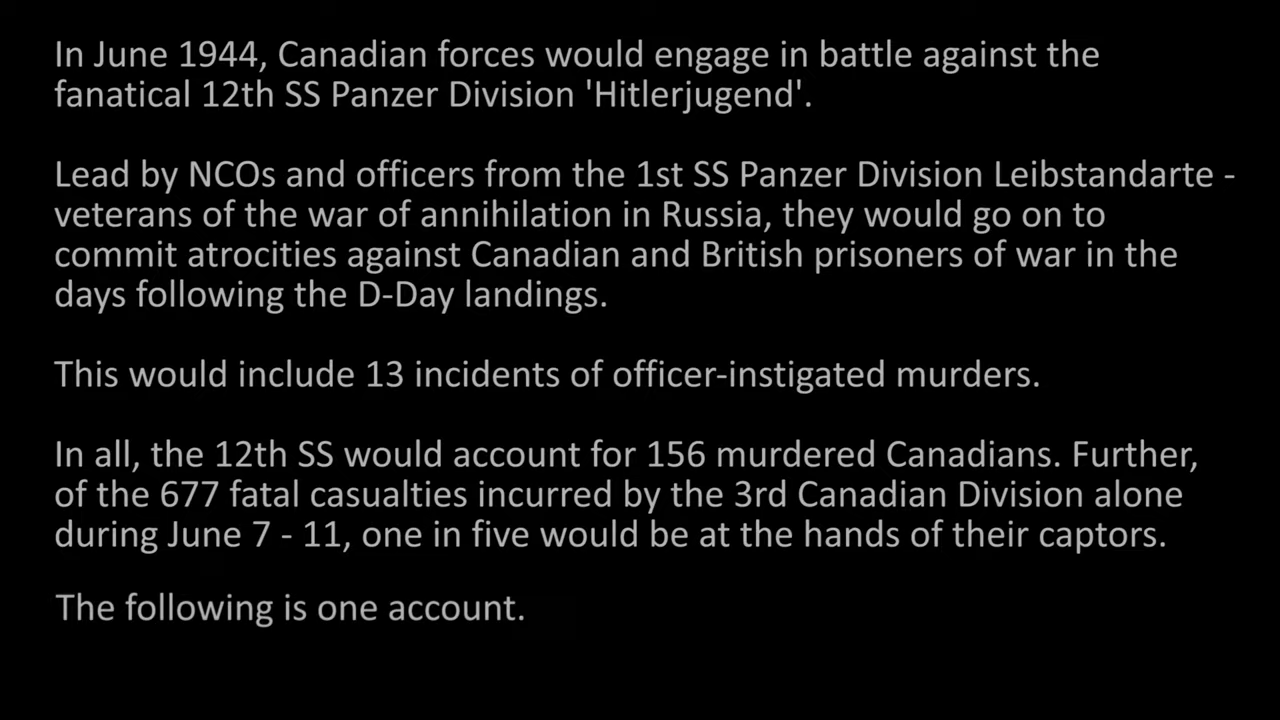 In June 1944, Canadian forces would engage in battle against the
fanatical 12th SS Panzer Division 'Hitlerjugend'.
Lead by NCOs and officers from the 1st SS Panzer Division Leibstandarte -
veterans of the war of annihilation in Russia, they would go on to
commit atrocities against Canadian and British prisoners of war in the
days following the D-Day landings.
This would include 13 incidents of officer-instigated murders.
In all, the 12th SS would account for 156 murdered Canadians. Further,
of the 677 fatal casualties incurred by the 3rd Canadian Division alone
during June 7 - 11, one in five would be at the hands of their captors.
The following is one account.